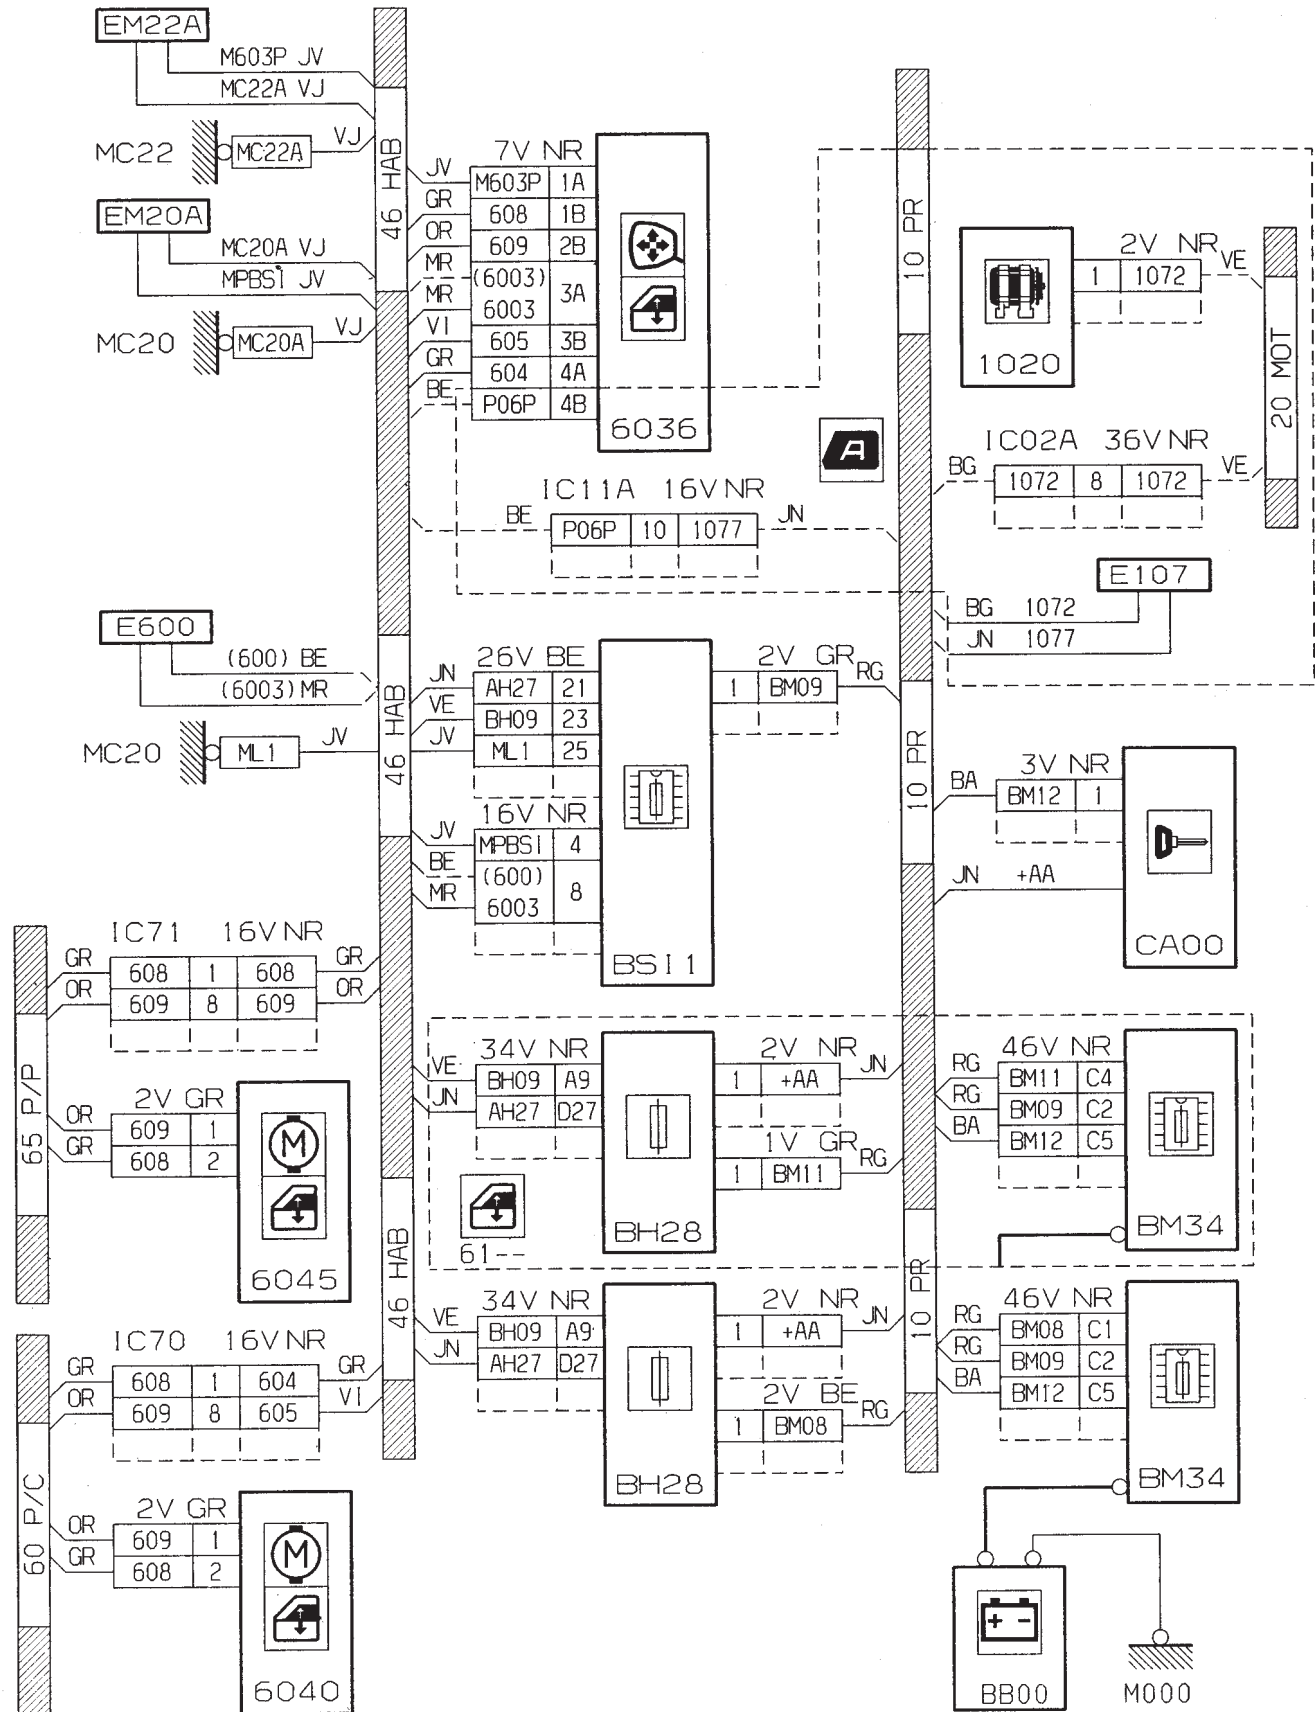 EM22A
M603P JV
MC22A VJ
MC22 MC22A VJ
46 HAB
EM20A
MC20A VJ
MPBSI JV
MC20 MC20A VJ
7V NR
JV M603P 1A
GR 608 1B
OR 609 2B
MR (6003) 3A
MR 6003
VI 605 3B
GR 604 4A
BE P06P 4B
6036
10 PR
2V NR
1 1072 VE
1020
20 MOT
A
IC02A 36V NR
BG 1072 8 1072 VE
IC11A 16V NR
BE P06P 10 1077 JN
E107
BG 1072
JN 1077
E600
(600) BE
(6003) MR
MC20 ML1 JV
46 HAB
26V BE
JN AH27 21
VE BH09 23
JV ML1 25
16V NR
JV MPBSI 4
BE (600) 8
MR 6003
BSI1
2V GR
1 BM09 RG
10 PR
3V NR
BA BM12 1
JN +AA
CA00
IC71 16V NR
GR 608 1 608 GR
OR 609 8 609 OR
65 P/P
2V GR
OR 609 1
GR 608 2
M
6045
34V NR
VE BH09 A9
JN AH27 D27
61--
BH28
2V NR
1 +AA JN
1V GR
1 BM11 RG
46V NR
RG BM11 C4
RG BM09 C2
BA BM12 C5
BM34
46 HAB
10 PR
34V NR
VE BH09 A9
JN AH27 D27
BH28
2V NR
1 +AA JN
2V BE
1 BM08 RG
46V NR
RG BM08 C1
RG BM09 C2
BA BM12 C5
BM34
IC70 16V NR
GR 608 1 604 GR
OR 609 8 605 VI
60 P/C
2V GR
OR 609 1
GR 608 2
M
6040
+ -
BB00
M000